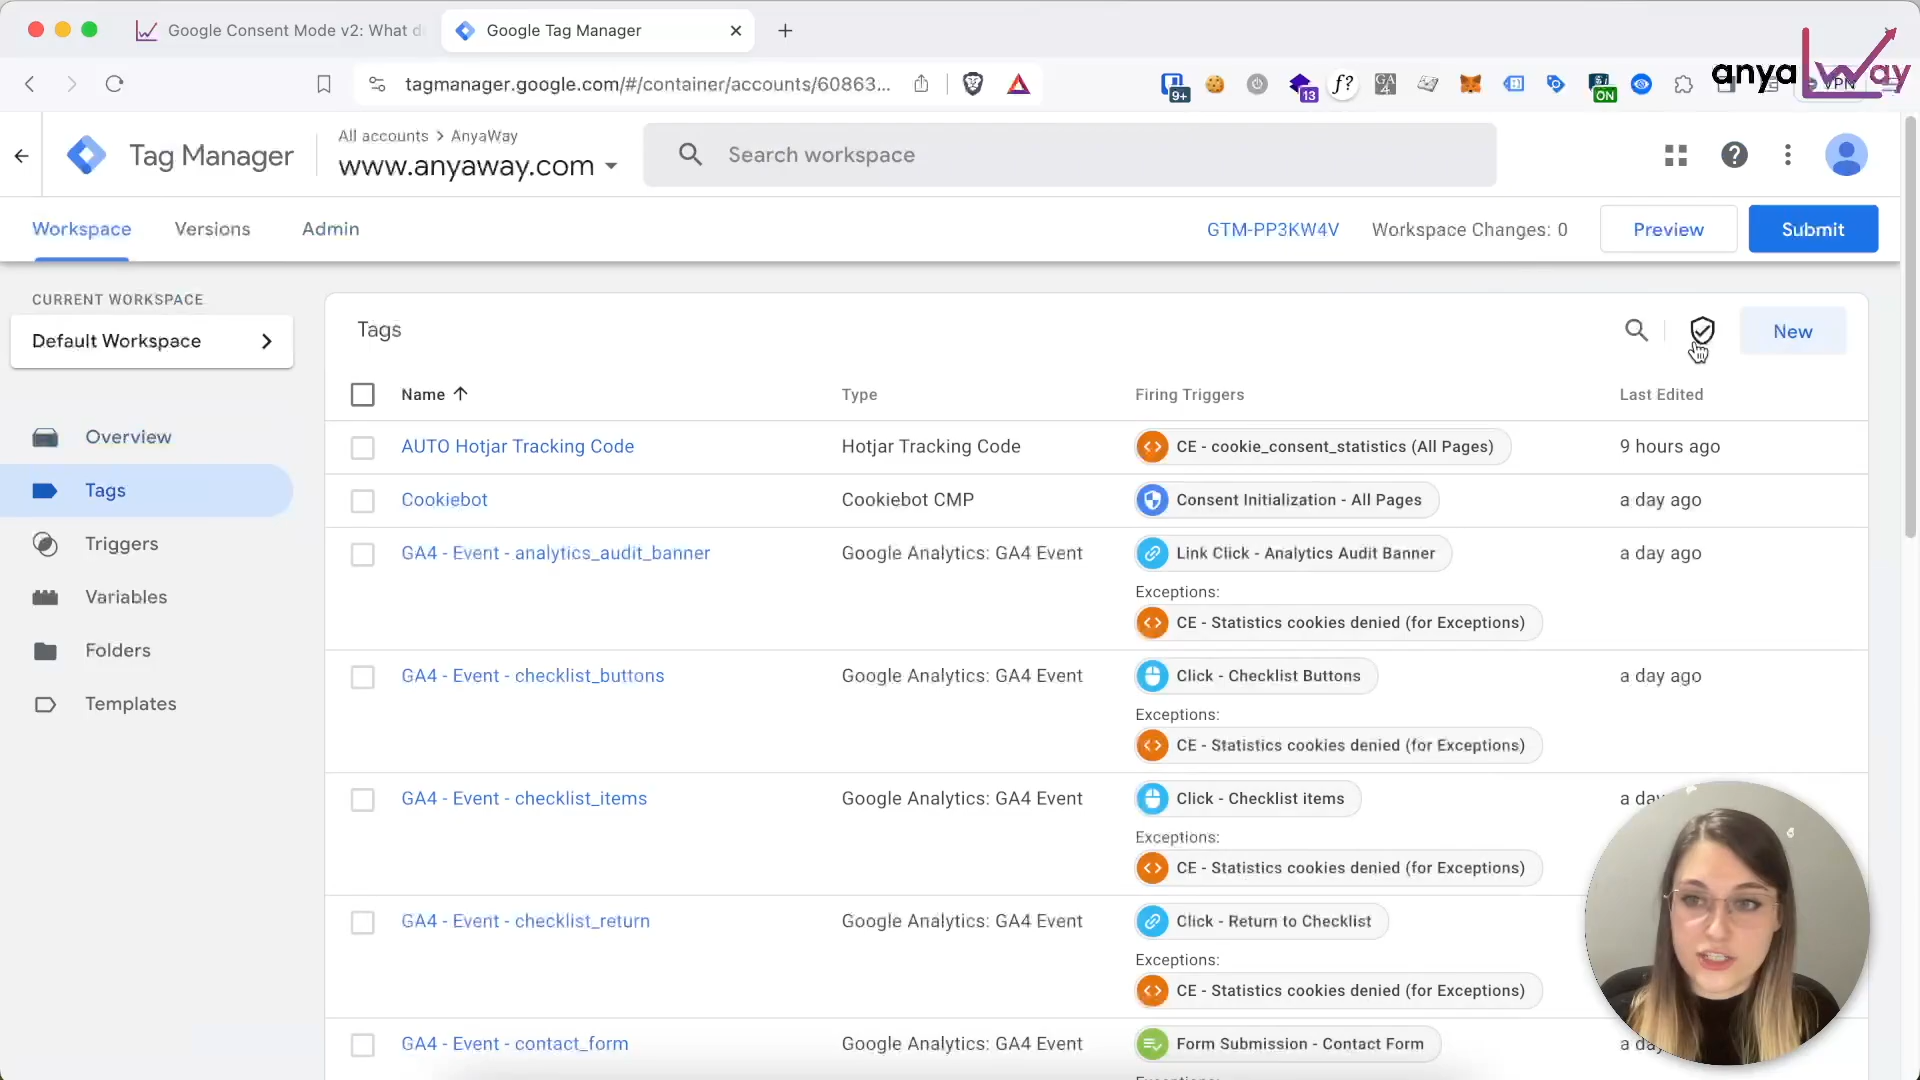 Google Consent Mode v2: What d
Google Tag Manager
tagmanager.google.com/#/container/accounts/60863...
9+
13
f?
GA
4
ON
VPN
anyaway
Tag Manager
All accounts > AnyaWay
www.anyaway.com
Search workspace
Workspace
Versions
Admin
GTM-PP3KW4V
Workspace Changes: 0
Preview
Submit
CURRENT WORKSPACE
Default Workspace
Overview
Tags
Triggers
Variables
Folders
Templates
Tags
New
Name
Type
Firing Triggers
Last Edited
AUTO Hotjar Tracking Code
Hotjar Tracking Code
CE - cookie_consent_statistics (All Pages)
9 hours ago
Cookiebot
Cookiebot CMP
Consent Initialization - All Pages
a day ago
GA4 - Event - analytics_audit_banner
Google Analytics: GA4 Event
Link Click - Analytics Audit Banner
a day ago
Exceptions:
CE - Statistics cookies denied (for Exceptions)
GA4 - Event - checklist_buttons
Google Analytics: GA4 Event
Click - Checklist Buttons
a day ago
Exceptions:
CE - Statistics cookies denied (for Exceptions)
GA4 - Event - checklist_items
Google Analytics: GA4 Event
Click - Checklist items
a day
Exceptions:
CE - Statistics cookies denied (for Exceptions)
GA4 - Event - checklist_return
Google Analytics: GA4 Event
Click - Return to Checklist
Exceptions:
CE - Statistics cookies denied (for Exceptions)
GA4 - Event - contact_form
Google Analytics: GA4 Event
Form Submission - Contact Form
a day